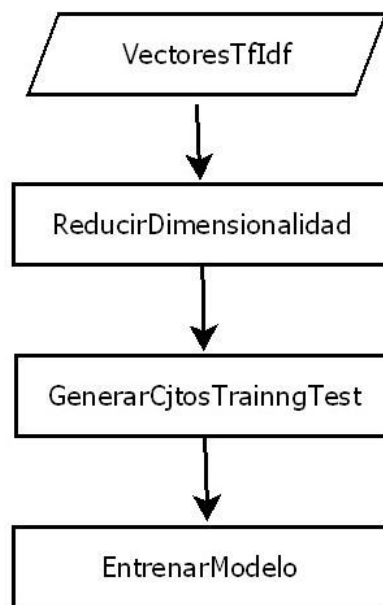 VectoresTfIdf
ReducirDimensionalidad
GenerarCjtosTrainngTest
EntrenarModelo